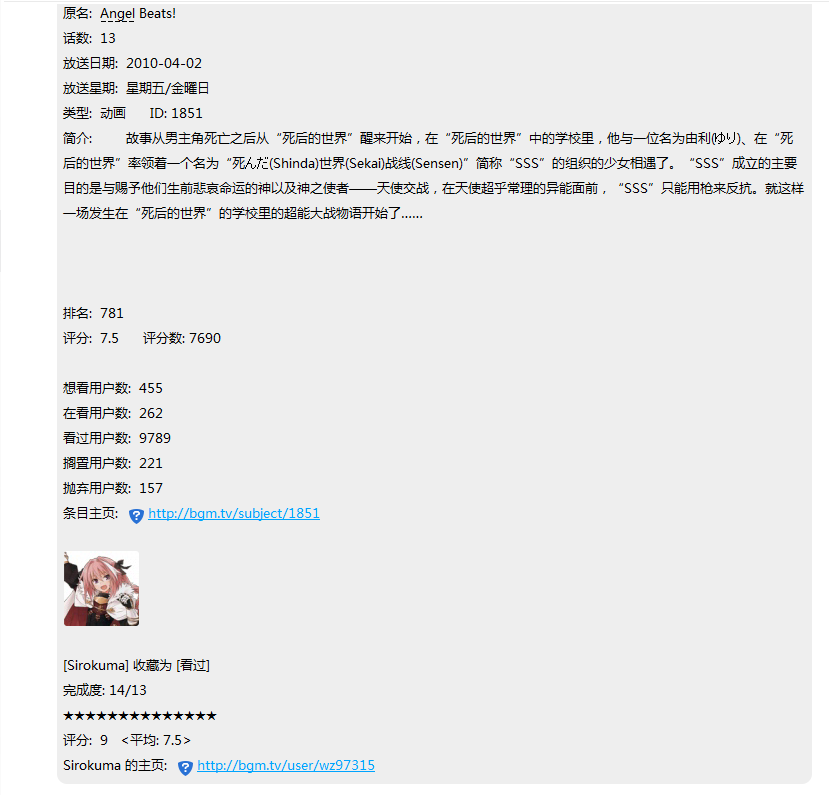 原名: Angel Beats!
话数: 13
放送日期: 2010-04-02
放送星期: 星期五/金曜日
类型: 动画 ID: 1851
简介: 故事从男主角死亡之后从“死后的世界”醒来开始，在“死后的世界”中的学校里，他与一位名为由利(ゆり)、在“死
后的世界”率领着一个名为“死んだ(Shinda)世界(Sekai)战线(Sensen)”简称“SSS”的组织的少女相遇了。“SSS”成立的主要
目的是与赐予他们生前悲哀命运的神以及神之使者——天使交战，在天使超乎常理的异能面前，“SSS”只能用枪来反抗。就这样
一场发生在“死后的世界”的学校里的超能大战物语开始了......
排名: 781
评分: 7.5 评分数: 7690
想看用户数: 455
在看用户数: 262
看过用户数: 9789
搁置用户数: 221
抛弃用户数: 157
条目主页: http://bgm.tv/subject/1851
[Sirokuma] 收藏为 [看过]
完成度: 14/13
★★★★★★★★★★★★★★
评分: 9 <平均: 7.5>
Sirokuma 的主页: http://bgm.tv/user/wz97315